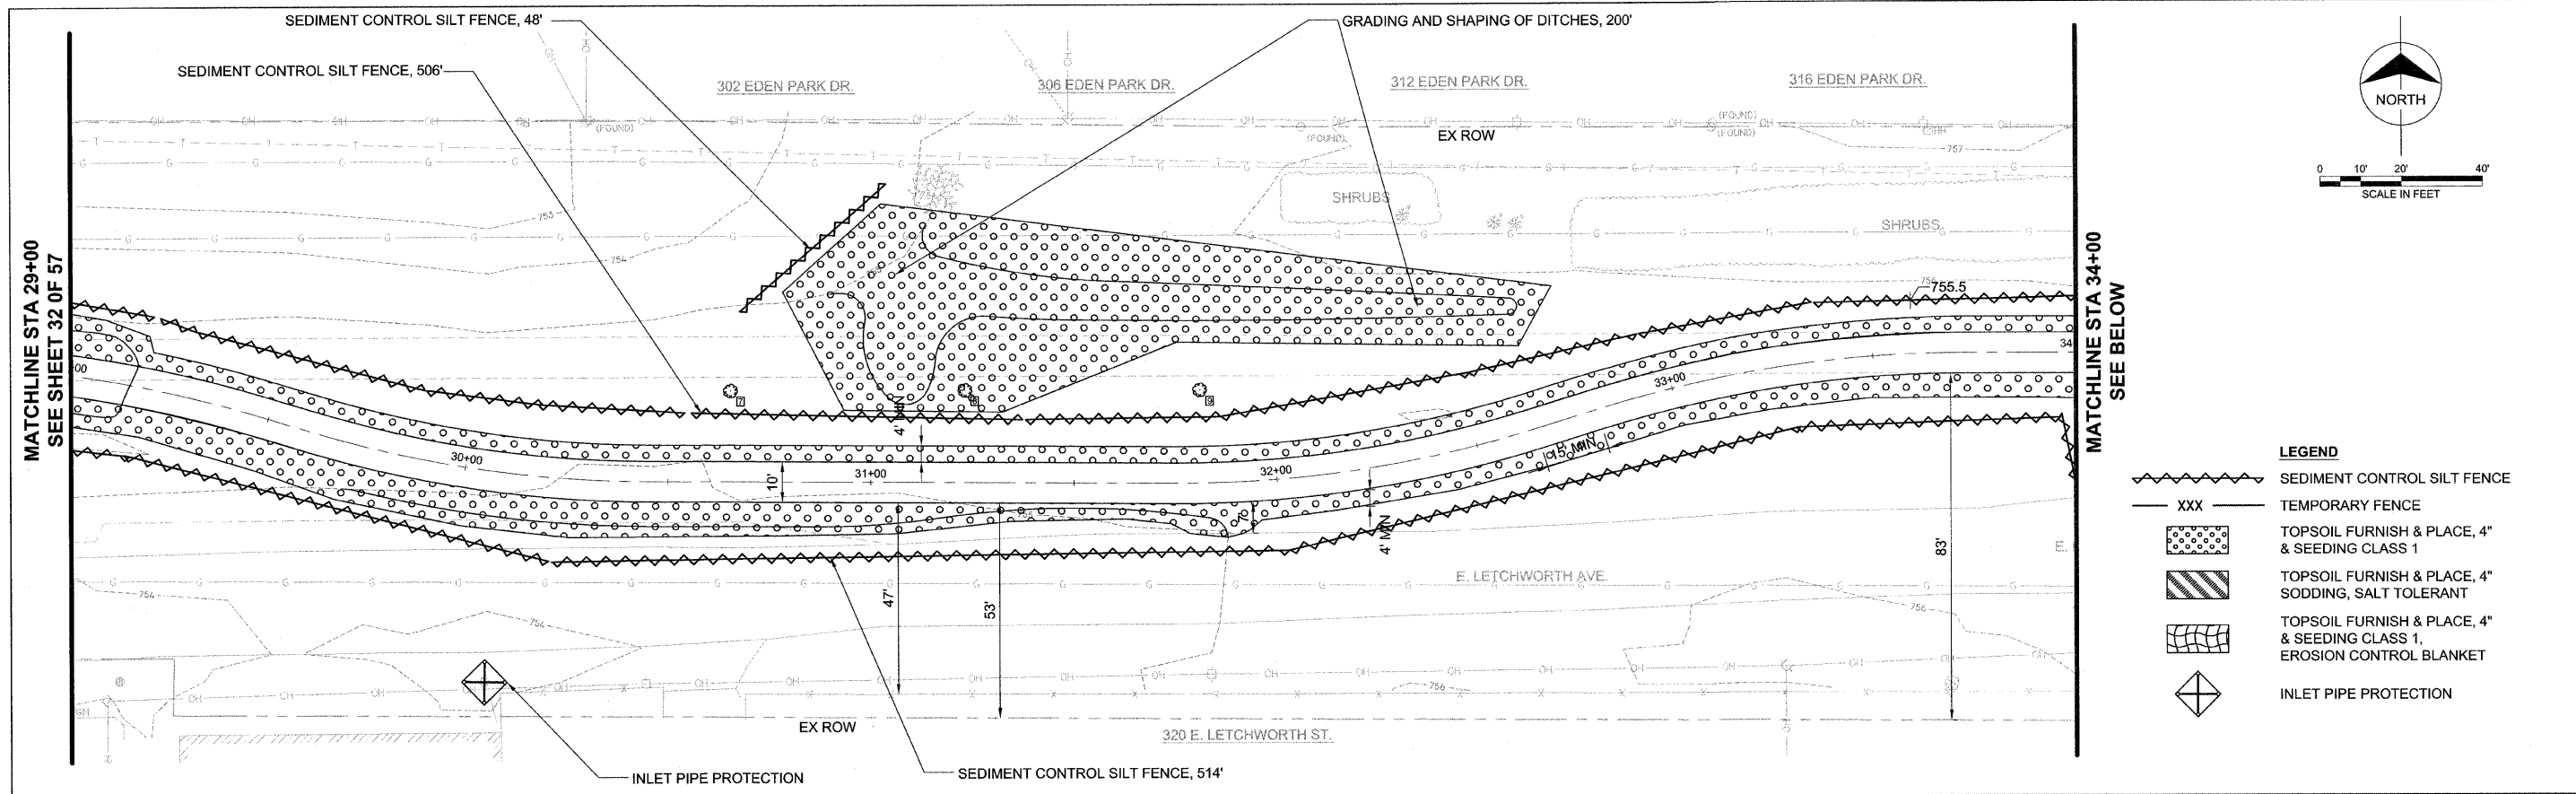 SEDIMENT CONTROL SILT FENCE, 48'
GRADING AND SHAPING OF DITCHES, 200'
SEDIMENT CONTROL SILT FENCE, 506'
302 EDEN PARK DR.
306 EDEN PARK DR.
312 EDEN PARK DR.
316 EDEN PARK DR.
NORTH
0 10' 20' 40'
SCALE IN FEET
(FOUND)
(FOUND)
(FOUND)
(FOUND)
EX ROW
757
SHRUBS
SHRUBS
753
754
755.5
MATCHLINE STA 29+00
SEE SHEET 32 0F 57
MATCHLINE STA 34+00
SEE BELOW
00
34
7
8
9
4' MIN
33+00
30+00
31+00
32+00
10'
15' MIN
4' MIN
47'
53'
83'
E. LETCHWORTH AVE.
E.
754
754
756
756
GM
EX ROW
320 E. LETCHWORTH ST.
INLET PIPE PROTECTION
SEDIMENT CONTROL SILT FENCE, 514'
LEGEND
SEDIMENT CONTROL SILT FENCE
XXX
TEMPORARY FENCE
TOPSOIL FURNISH & PLACE, 4"
& SEEDING CLASS 1
TOPSOIL FURNISH & PLACE, 4"
SODDING, SALT TOLERANT
TOPSOIL FURNISH & PLACE, 4"
& SEEDING CLASS 1,
EROSION CONTROL BLANKET
INLET PIPE PROTECTION